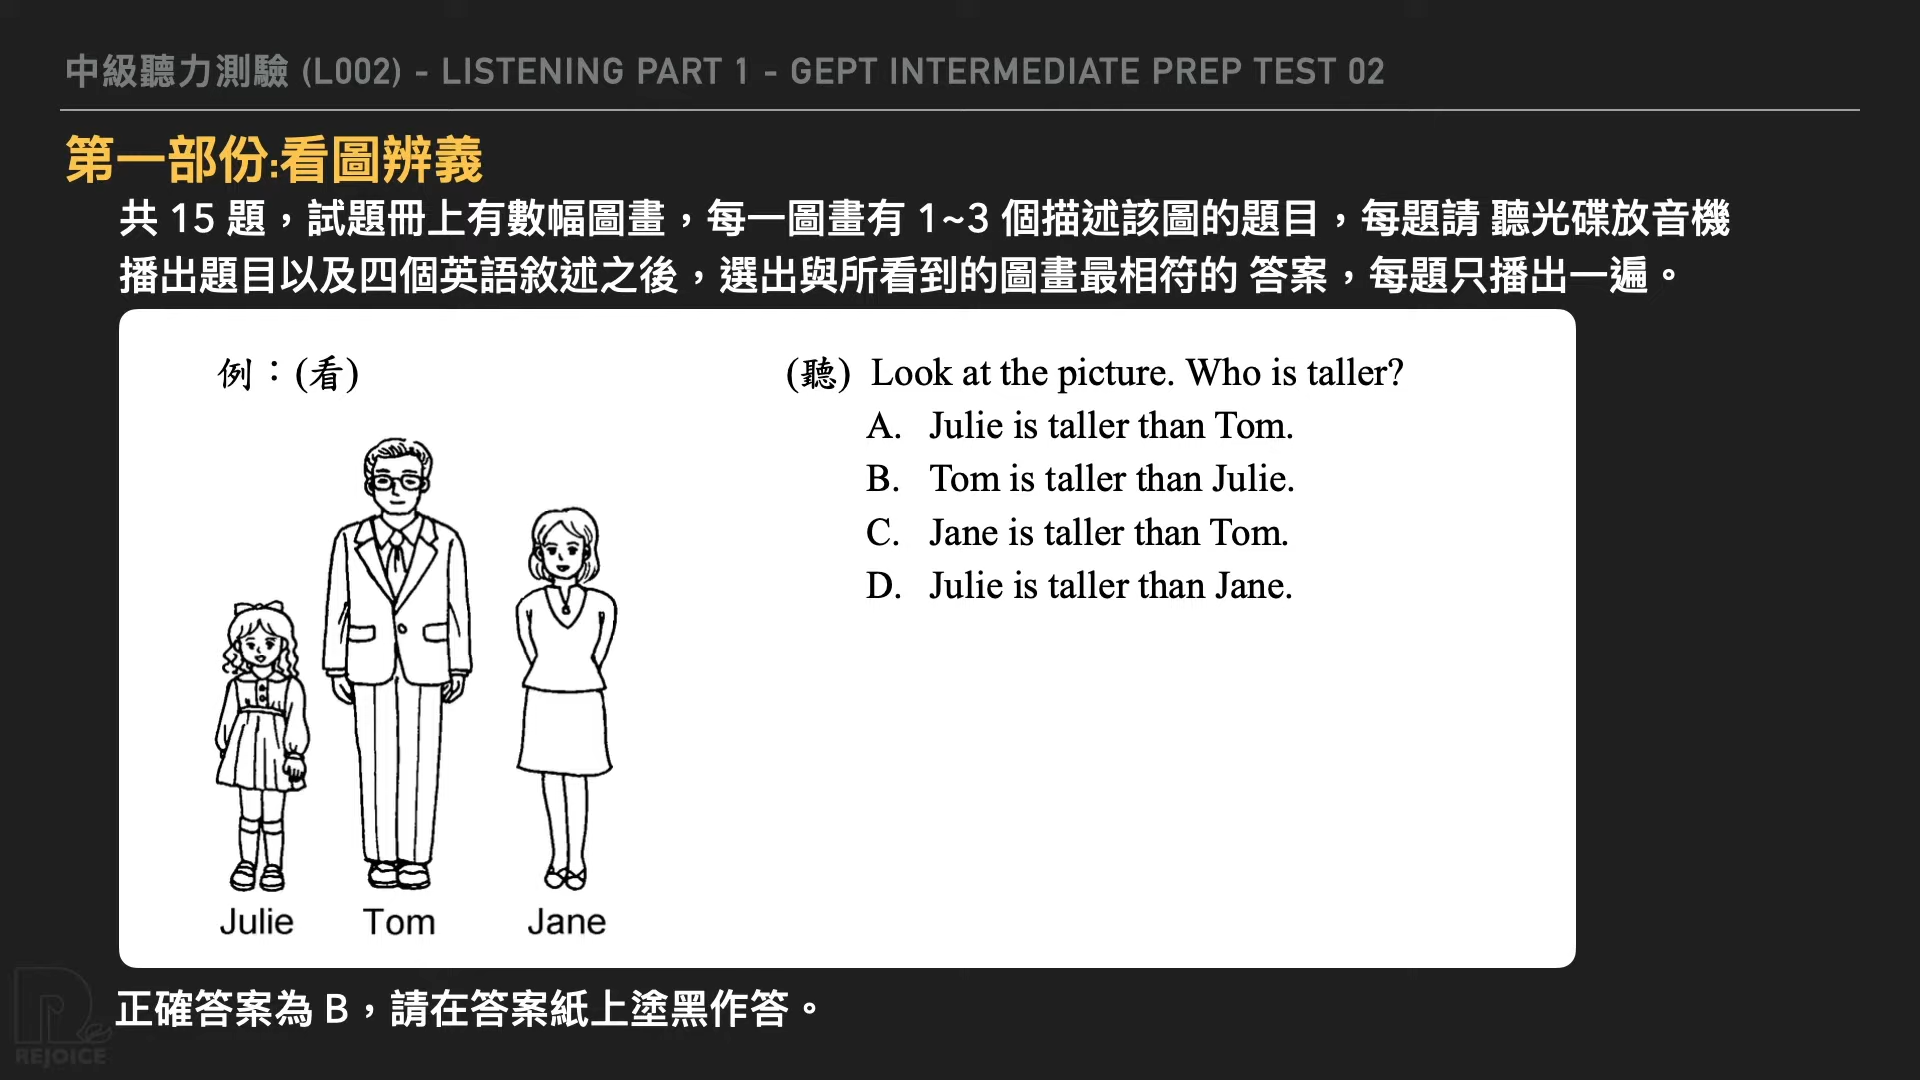 中級聽力測驗 (L002) - LISTENING PART 1 - GEPT INTERMEDIATE PREP TEST 02
第一部份:看圖辨義
共 15 題，試題冊上有數幅圖畫，每一圖畫有 1~3 個描述該圖的題目，每題請 聽光碟放音機
播出題目以及四個英語敘述之後，選出與所看到的圖畫最相符的 答案，每題只播出一遍。
例：(看)
Julie Tom Jane
(聽) Look at the picture. Who is taller?
A. Julie is taller than Tom.
B. Tom is taller than Julie.
C. Jane is taller than Tom.
D. Julie is taller than Jane.
正確答案為 B，請在答案紙上塗黑作答。
Re
REJOICE